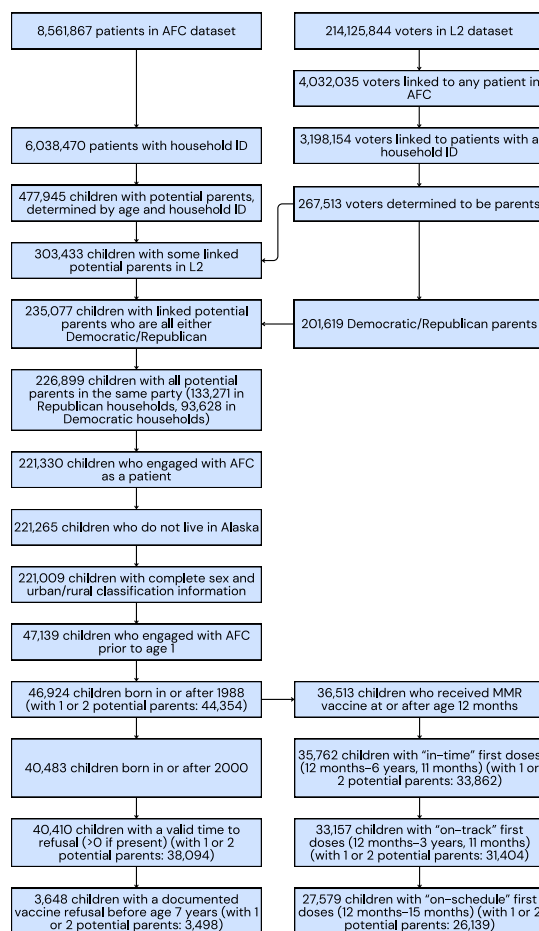 8,561,867 patients in AFC dataset
214,125,844 voters in L2 dataset
4,032,035 voters linked to any patient in
AFC
6,038,470 patients with household ID
3,198,154 voters linked to patients with a
household ID
477,945 children with potential parents,
determined by age and household ID
267,513 voters determined to be parents
303,433 children with some linked
potential parents in L2
235,077 children with linked potential
parents who are all either
Democratic/Republican
201,619 Democratic/Republican parents
226,899 children with all potential
parents in the same party (133,271 in
Republican households, 93,628 in
Democratic households)
221,330 children who engaged with AFC
as a patient
221,265 children who do not live in Alaska
221,009 children with complete sex and
urban/rural classification information
47,139 children who engaged with AFC
prior to age 1
46,924 children born in or after 1988
(with 1 or 2 potential parents: 44,354)
36,513 children who received MMR
vaccine at or after age 12 months
40,483 children born in or after 2000
35,762 children with “in-time” first doses
(12 months–6 years, 11 months) (with 1 or
2 potential parents: 33,862)
40,410 children with a valid time to
refusal (>0 if present) (with 1 or 2
potential parents: 38,094)
33,157 children with “on-track” first
doses (12 months–3 years, 11 months)
(with 1 or 2 potential parents: 31,404)
3,648 children with a documented
vaccine refusal before age 7 years (with 1
or 2 potential parents: 3,498)
27,579 children with “on-schedule” first
doses (12 months–15 months) (with 1 or 2
potential parents: 26,139)